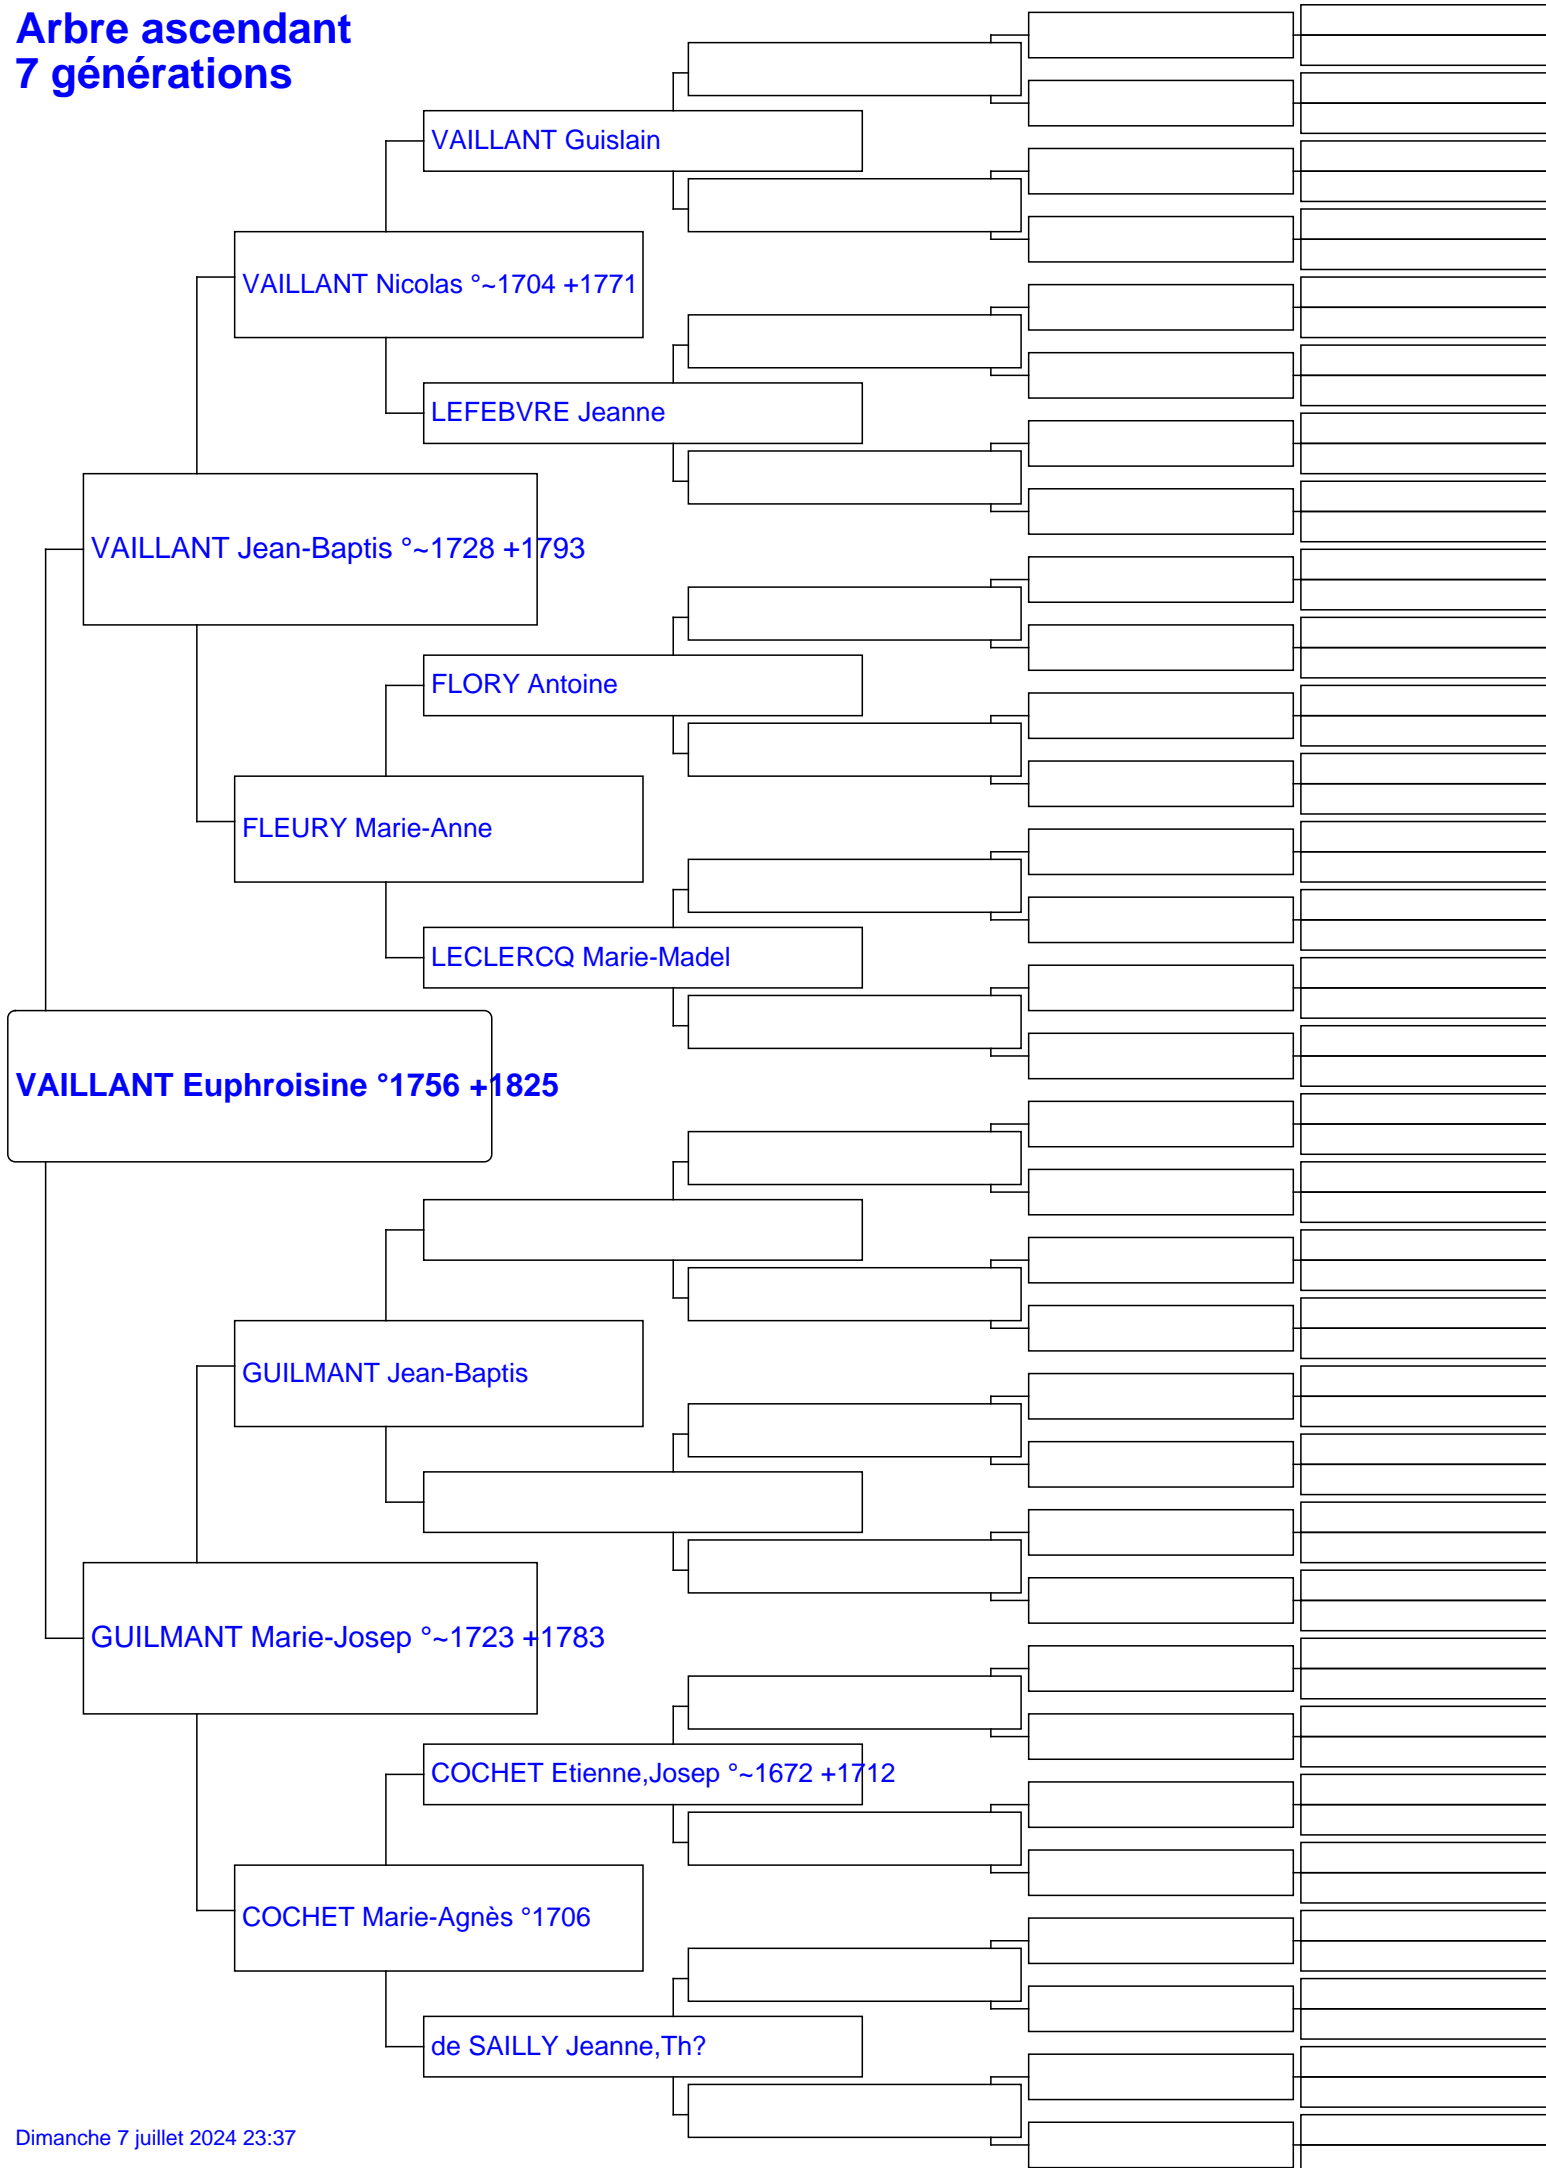 Arbre ascendant
7 générations
VAILLANT Guislain
VAILLANT Nicolas °~1704 +1771
LEFEBVRE Jeanne
VAILLANT Jean-Baptis °~1728 +1793
FLORY Antoine
FLEURY Marie-Anne
LECLERCQ Marie-Madel
VAILLANT Euphroisine °1756 +1825
GUILMANT Jean-Baptis
GUILMANT Marie-Josep °~1723 +1783
COCHET Etienne,Josep °~1672 +1712
COCHET Marie-Agnès °1706
de SAILLY Jeanne,Th?
Dimanche 7 juillet 2024 23:37